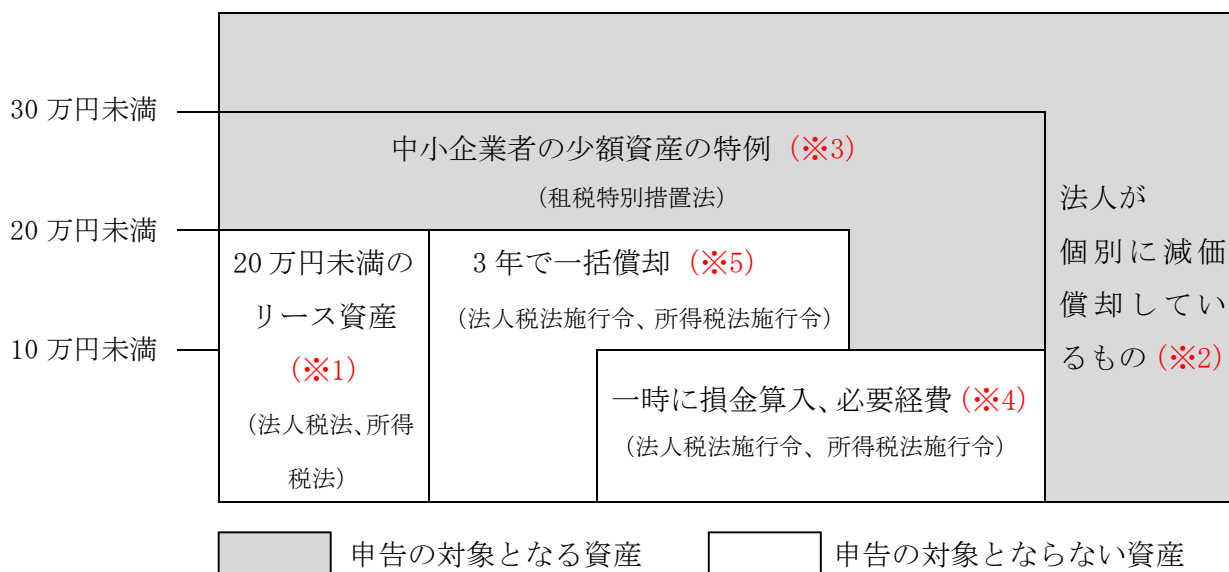 30 万円未満
中小企業者の少額資産の特例（※3）
（租税特別措置法）
20 万円未満
法人が
個別に減価
償却してい
るもの（※2）
20 万円未満の
リース資産
（※1）
（法人税法、所得
税法）
3 年で一括償却（※5）
（法人税法施行令、所得税法施行令）
10 万円未満
一時に損金算入、必要経費（※4）
（法人税法施行令、所得税法施行令）
申告の対象となる資産
申告の対象とならない資産